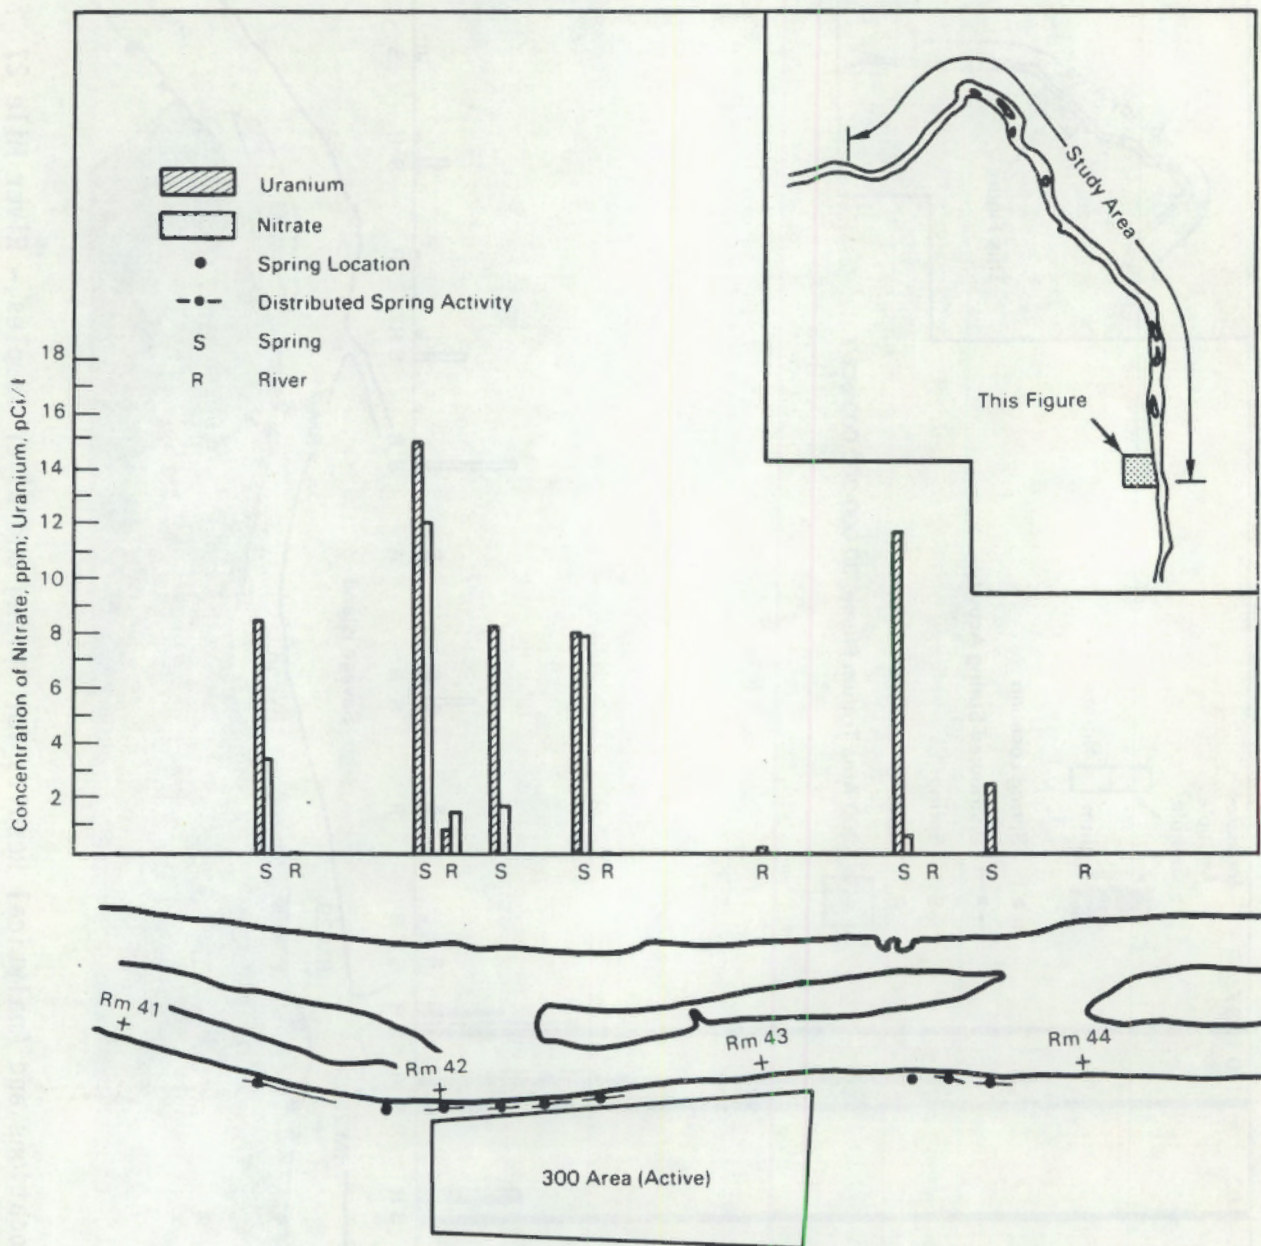 Uranium
Nitrate
Spring Location
Distributed Spring Activity
S Spring
R River
Study Area
This Figure
Concentration of Nitrate, ppm; Uranium, pCi/ℓ
18
16
14
12
10
8
6
4
2
S R S R S S R R S R S R
Rm 41
Rm 42
Rm 43
Rm 44
300 Area (Active)